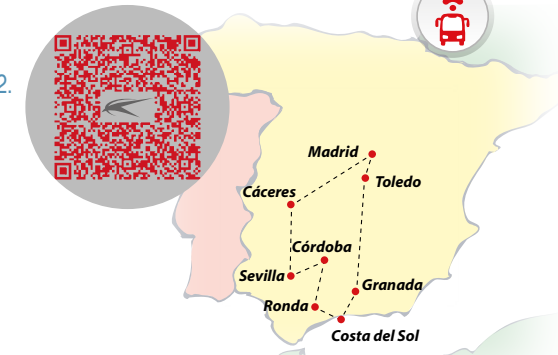 2.
Madrid
Toledo
Cáceres
Córdoba
Sevilla
Granada
Ronda
Costa del Sol